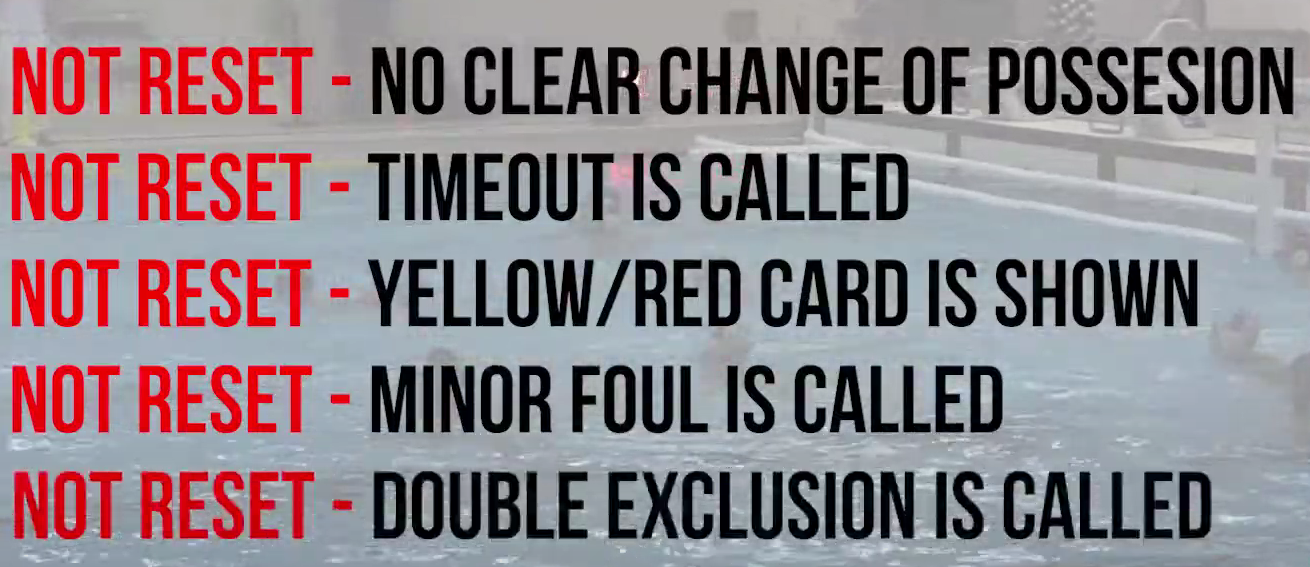 NOT RESET - NO CLEAR CHANGE OF POSSESION
NOT RESET - TIMEOUT IS CALLED
NOT RESET - YELLOW/RED CARD IS SHOWN
NOT RESET - MINOR FOUL IS CALLED
NOT RESET - DOUBLE EXCLUSION IS CALLED